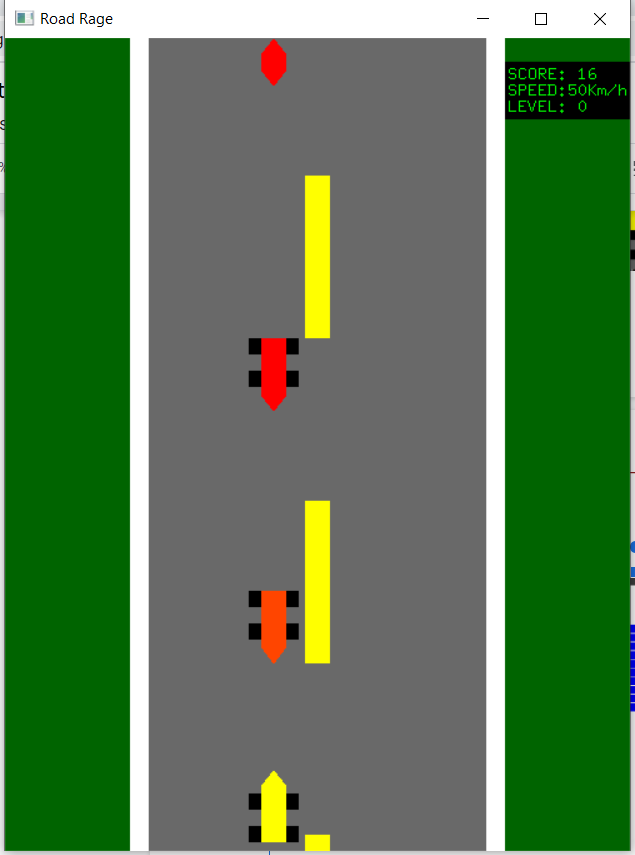 Road Rage
SCORE: 16
SPEED:50Km/h
LEVEL: 0